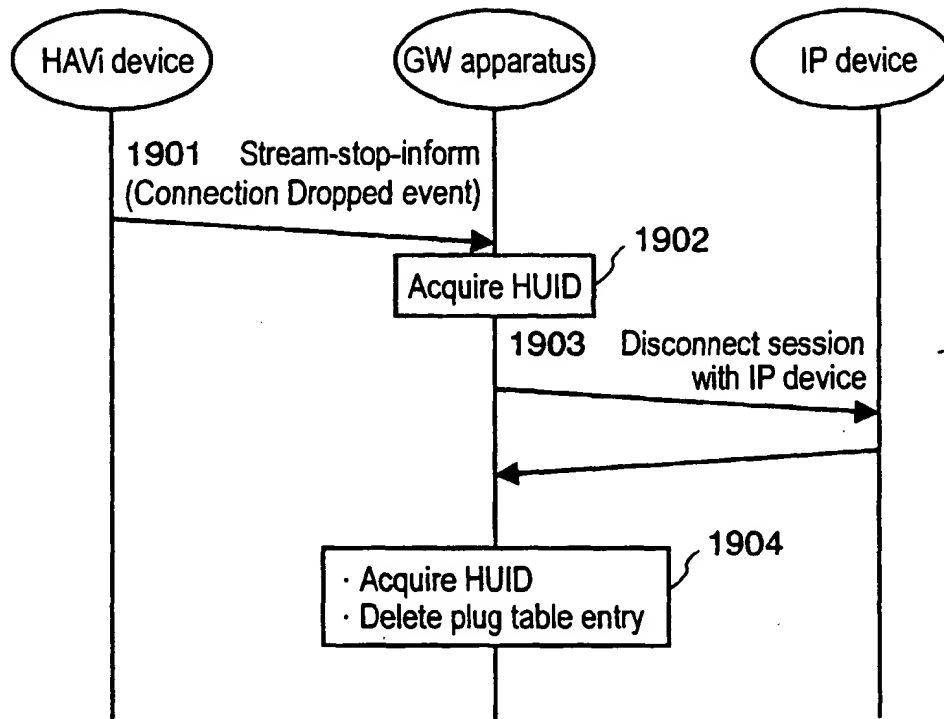 HAVi device
GW apparatus
IP device
1901 Stream-stop-inform
(Connection Dropped event)
1902
Acquire HUID
1903 Disconnect session
with IP device
1904
· Acquire HUID
· Delete plug table entry